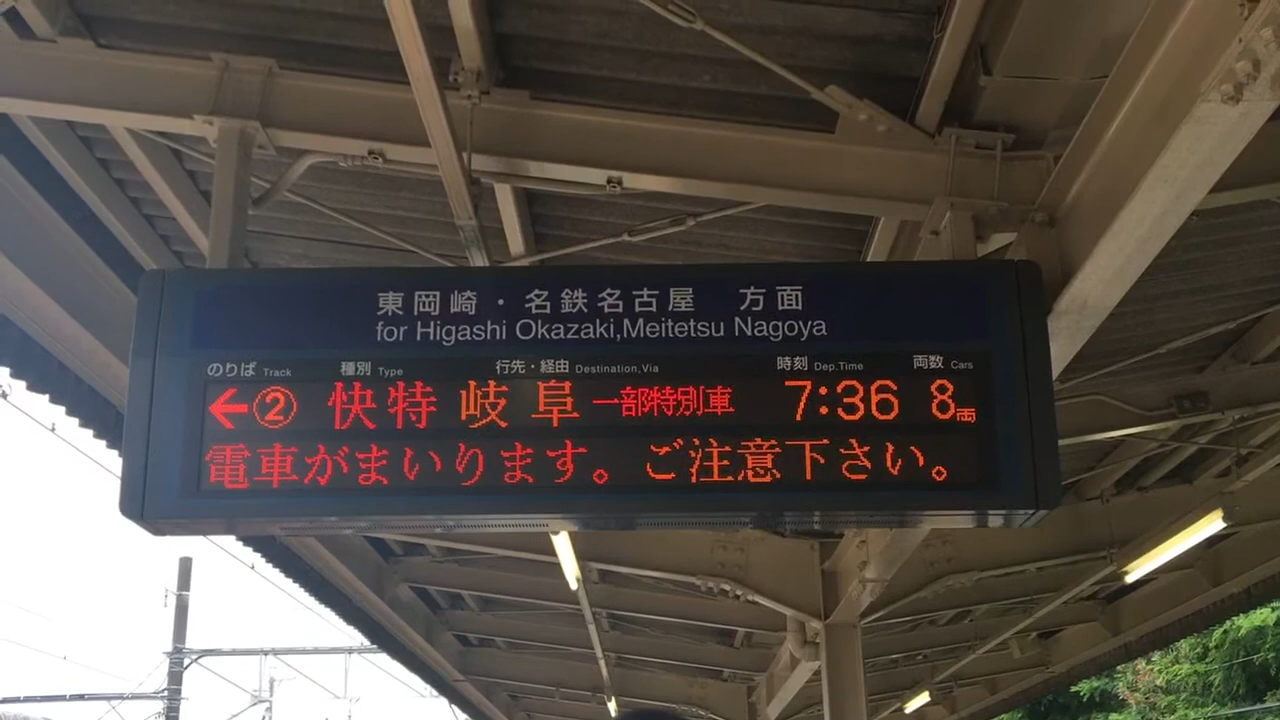 東岡崎・名鉄名古屋 方面
for Higashi Okazaki,Meitetsu Nagoya
のりば Track 種別 Type 行先・経由 Destination,Via 時刻 Dep.Time 両数 Cars
←② 快特 岐阜 一部特別車 7:36 8両
電車がまいります。ご注意下さい。